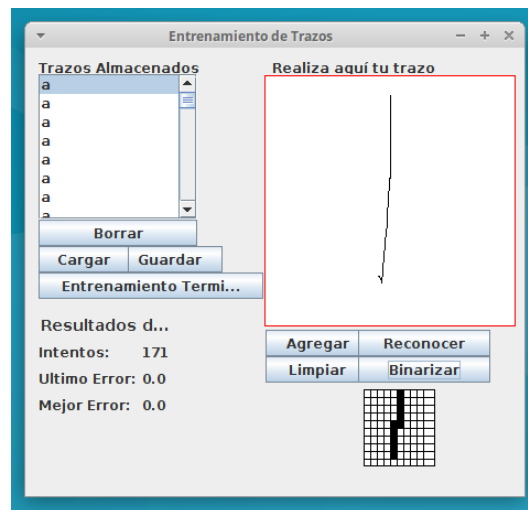 Entrenamiento de Trazos
Trazos Almacenados
a
a
a
a
a
a
a
a
Borrar
Cargar Guardar
Entrenamiento Termi...
Resultados d...
Intentos: 171
Ultimo Error: 0.0
Mejor Error: 0.0
Realiza aquí tu trazo
Agregar Reconocer
Limpiar Binarizar